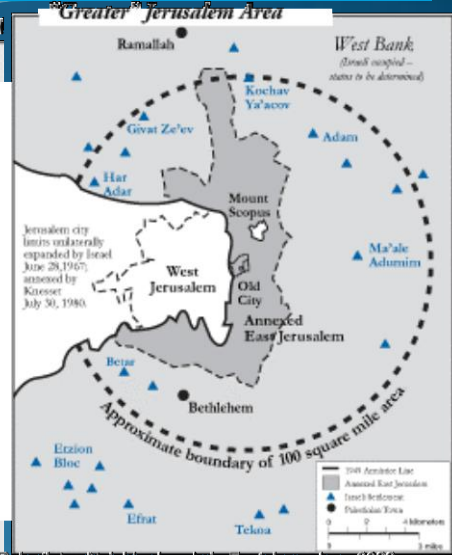 "Greater" Jerusalem Area
Ramallah
West Bank
(Israeli occupied –
status to be determined)
Kochav
Ya'acov
Givat Ze'ev
Adam
Har
Adar
Mount
Scopus
Jerusalem city
limits unilaterally
expanded by Israel
June 28,1967;
annexed by
Knesset
July 30, 1980.
West
Jerusalem
Old
City
Ma'ale
Adumim
Annexed
East Jerusalem
Betar
Bethlehem
Approximate boundary of 100 square mile area
Etzion
Bloc
Efrat
Tekoa
1949 Armistice Line
Annexed East Jerusalem
Israeli Settlement
Palestinian Town
0 2 4 kilometers
0 3 miles